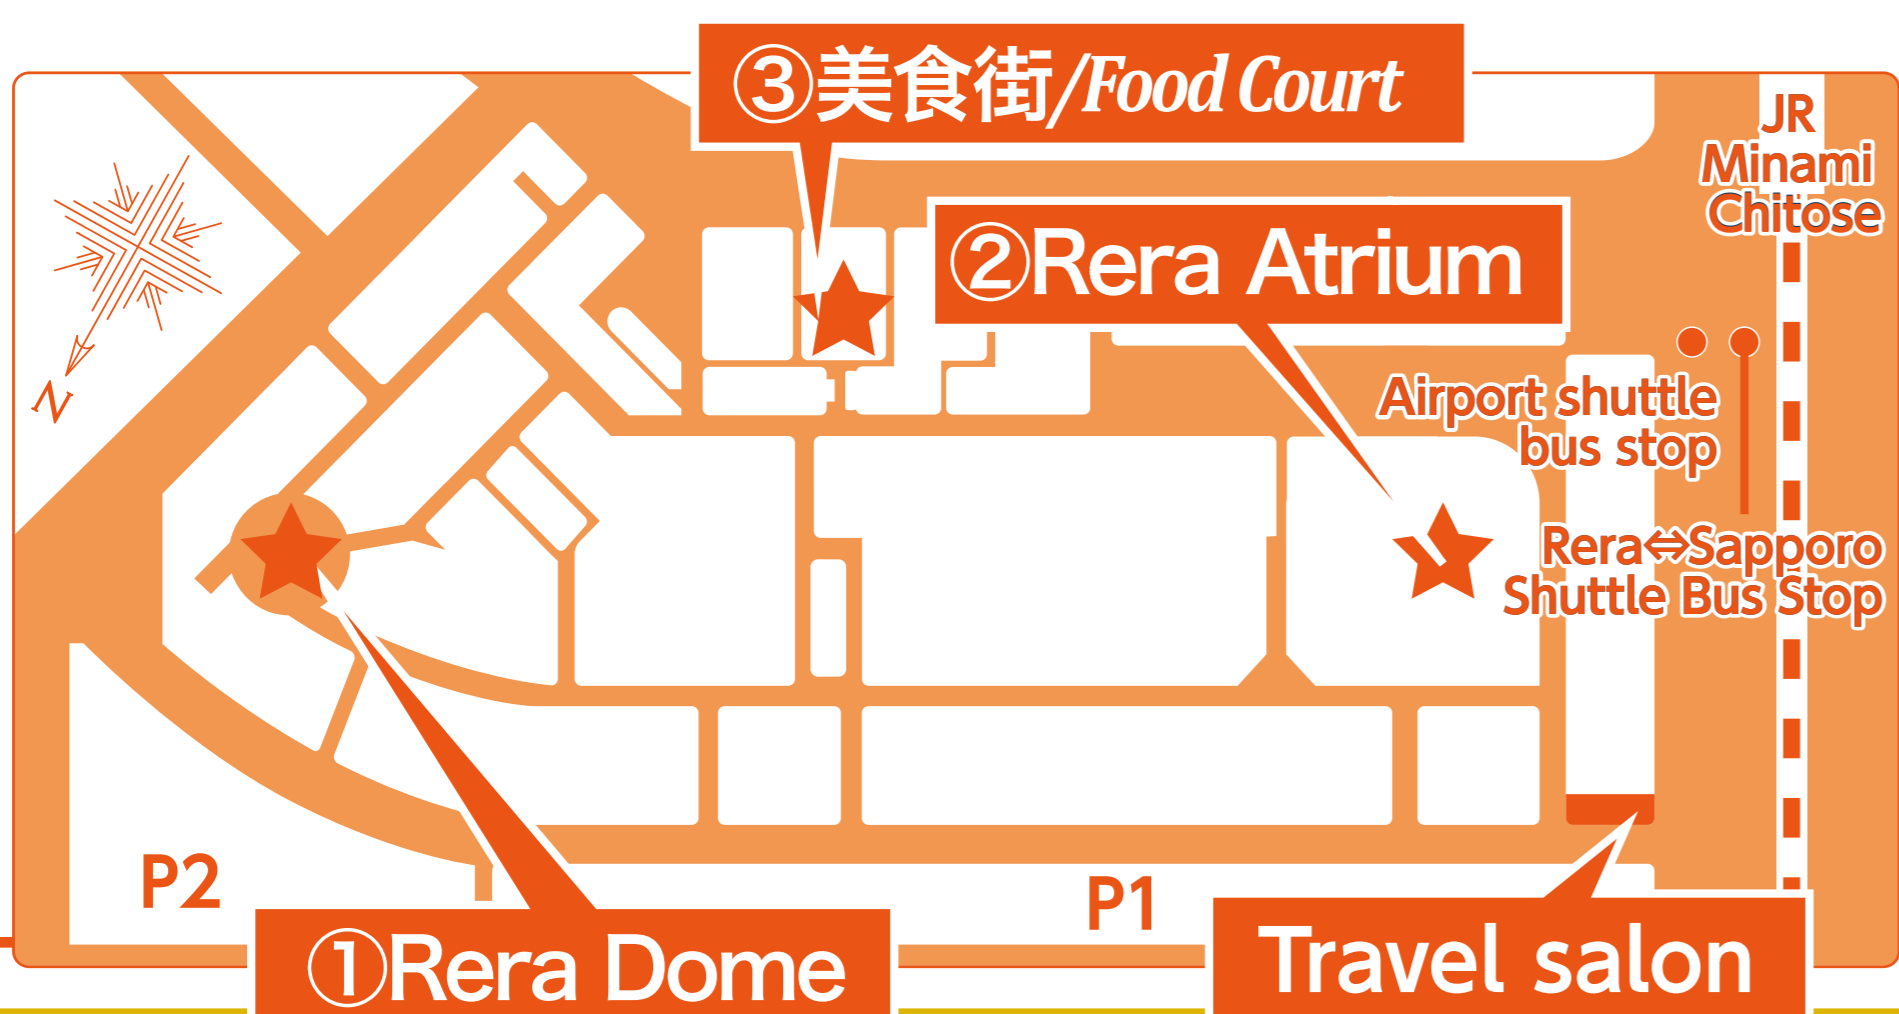 ③美食街/Food Court
JR
Minami
Chitose
②Rera Atrium
Airport shuttle
bus stop
N
Rera⇔Sapporo
Shuttle Bus Stop
P2
P1
①Rera Dome
Travel salon